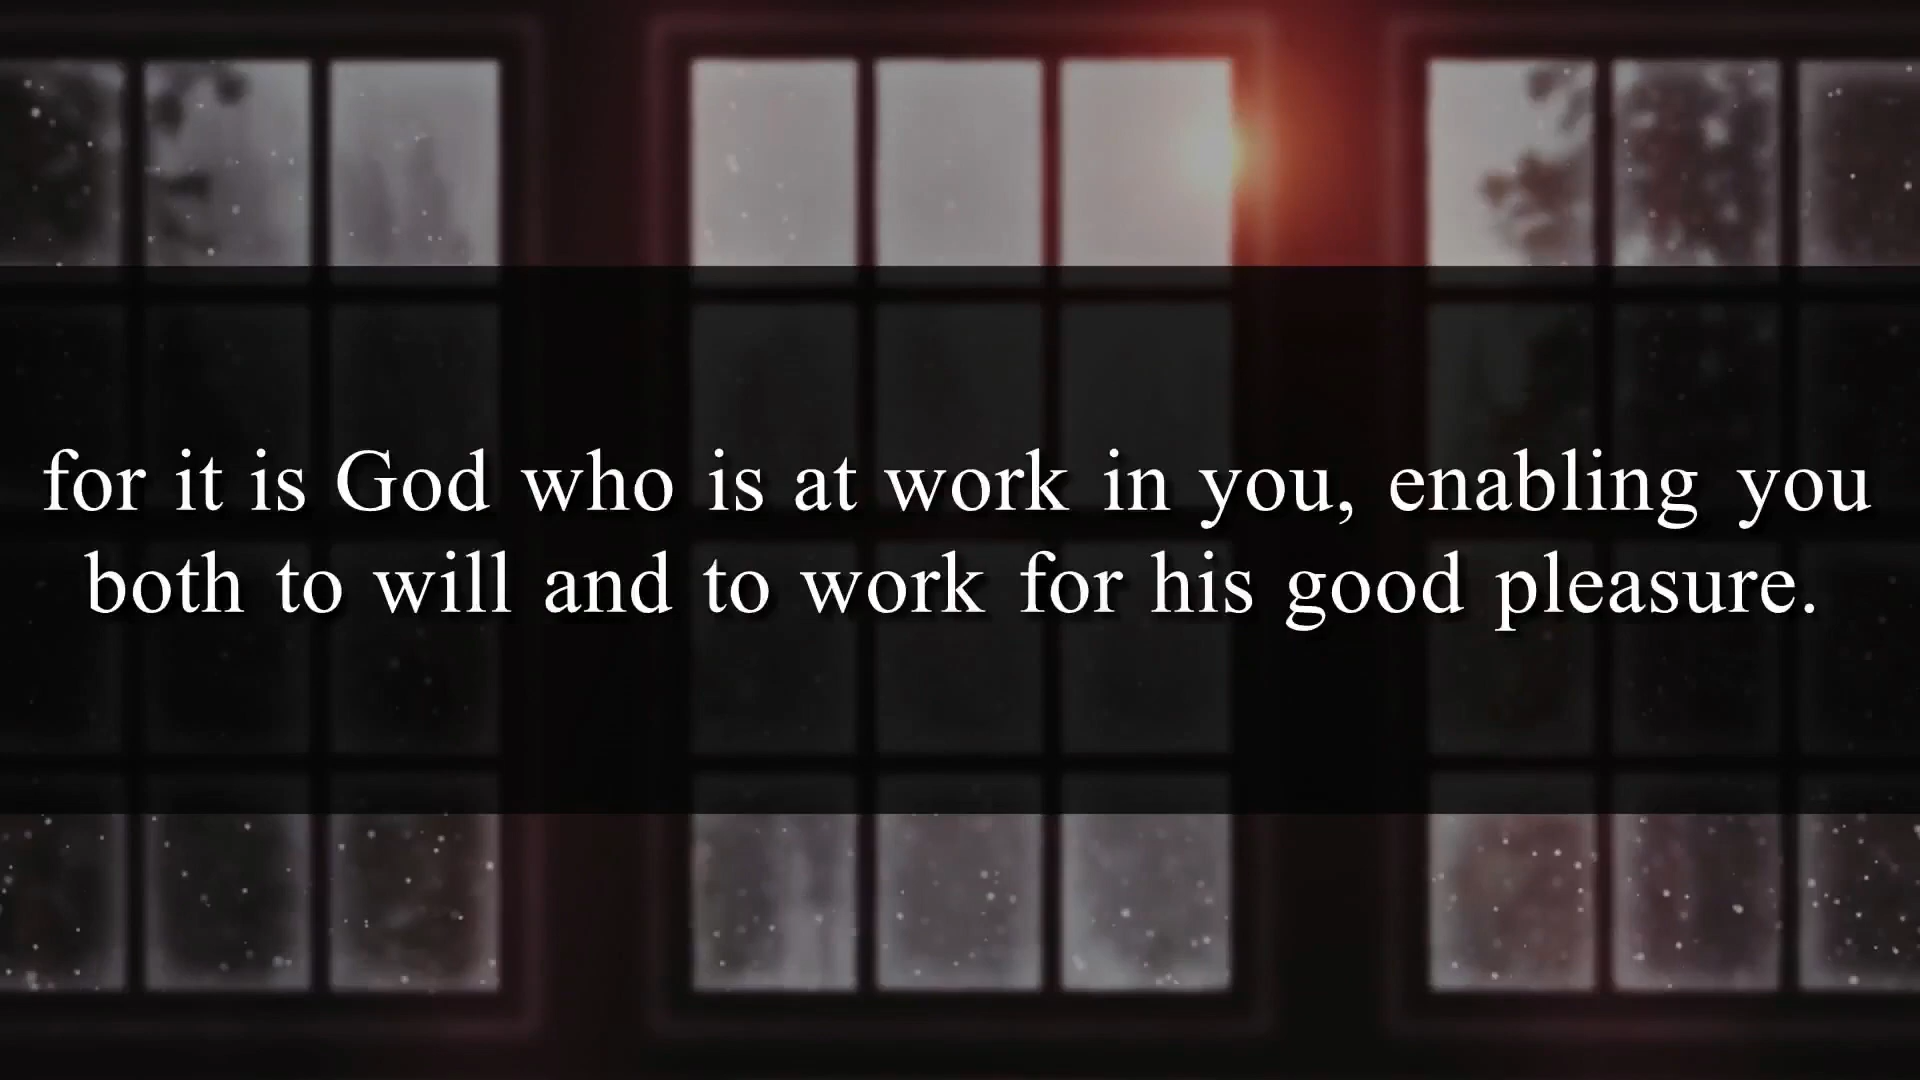 for it is God who is at work in you, enabling you
both to will and to work for his good pleasure.